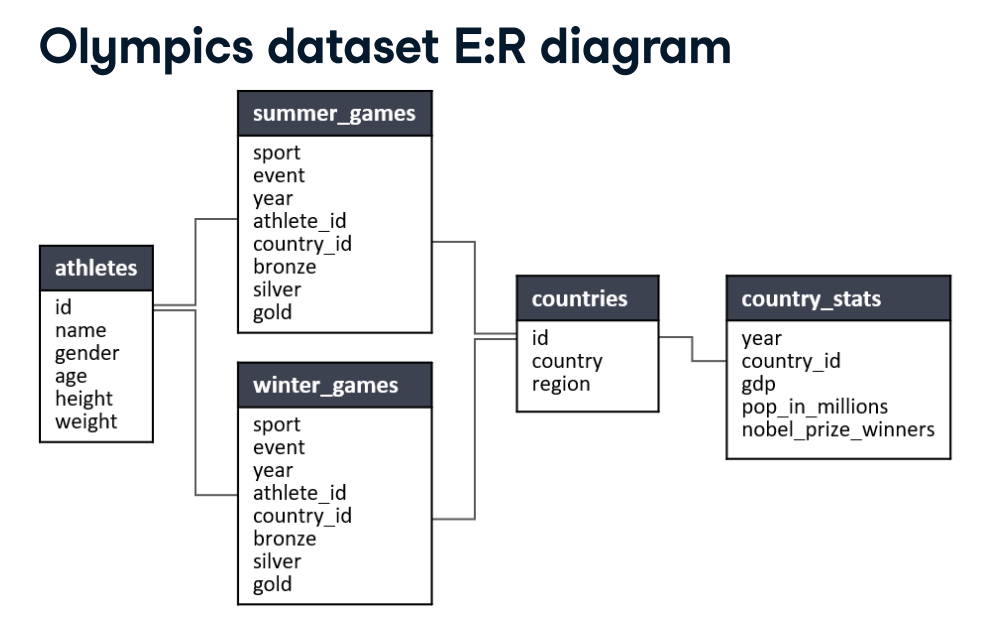 Olympics dataset E:R diagram
summer_games
sport
event
year
athlete_id
country_id
bronze
silver
gold
athletes
id
name
gender
age
height
weight
winter_games
sport
event
year
athlete_id
country_id
bronze
silver
gold
countries
id
country
region
country_stats
year
country_id
gdp
pop_in_millions
nobel_prize_winners